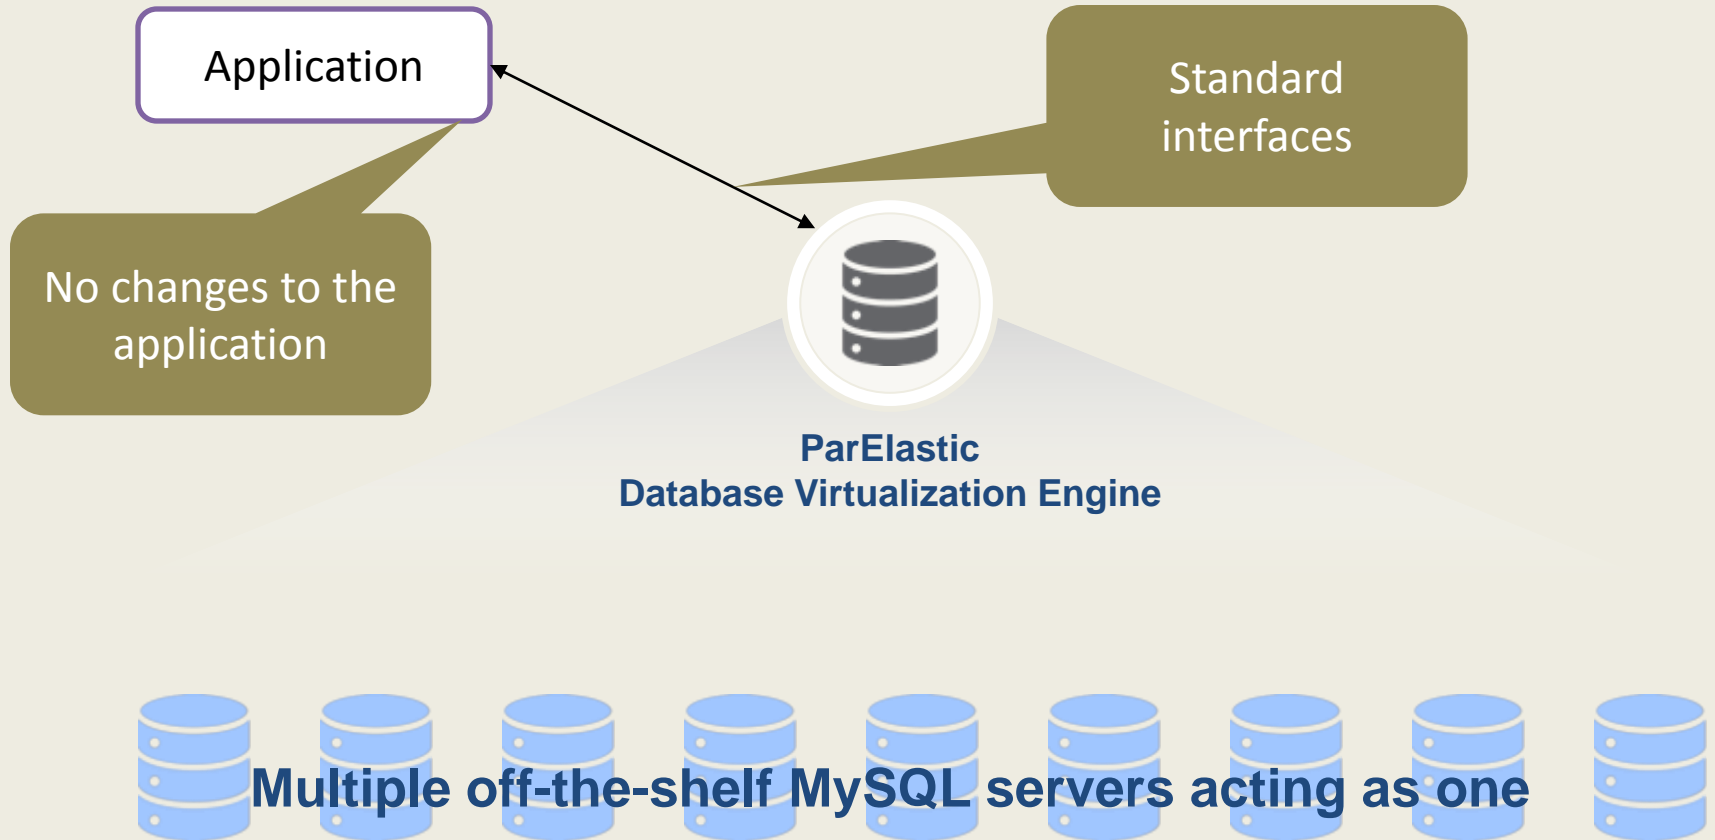 Application
Standard
interfaces
No changes to the
application
ParElastic
Database Virtualization Engine
Multiple off-the-shelf MySQL servers acting as one